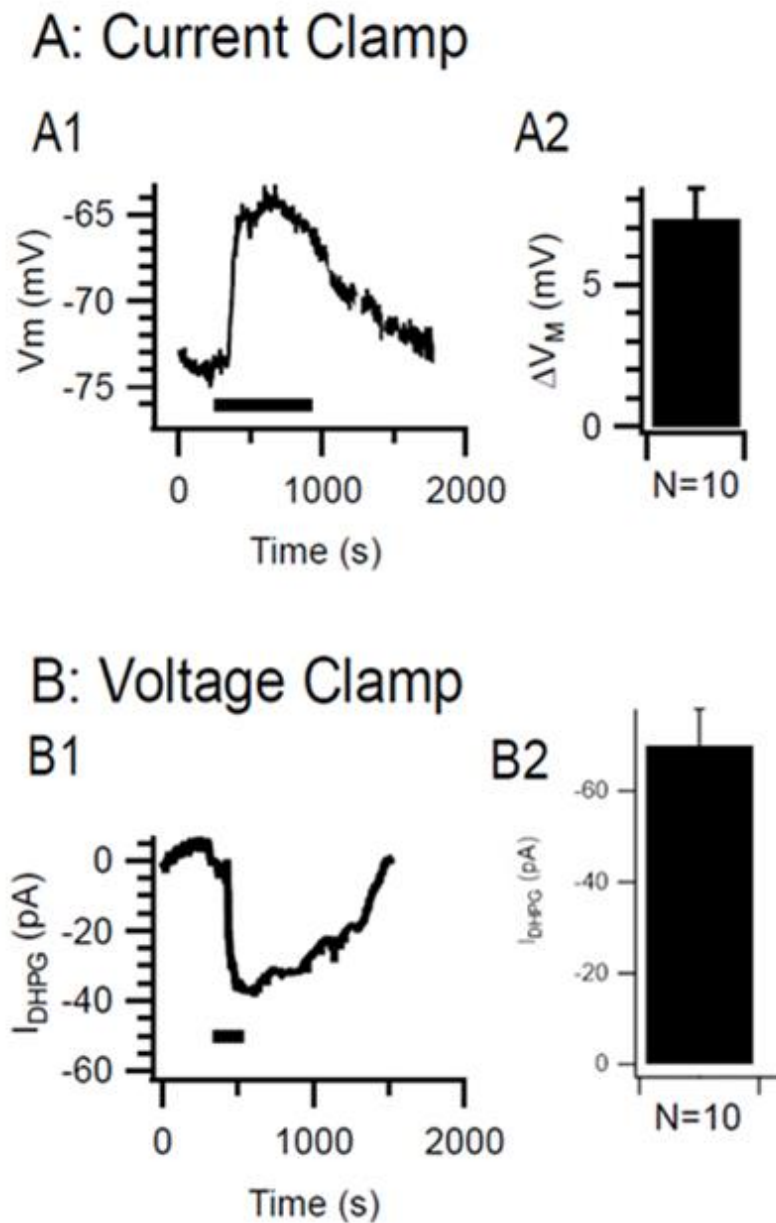 A: Current Clamp
A1
A2
Vm (mV)
-65
-70
-75
0
1000
2000
Time (s)
ΔVM (mV)
5
0
N=10
B: Voltage Clamp
B1
B2
IDHPG (pA)
0
-20
-40
-60
0
1000
2000
Time (s)
IDHPG (pA)
-60
-40
-20
0
N=10